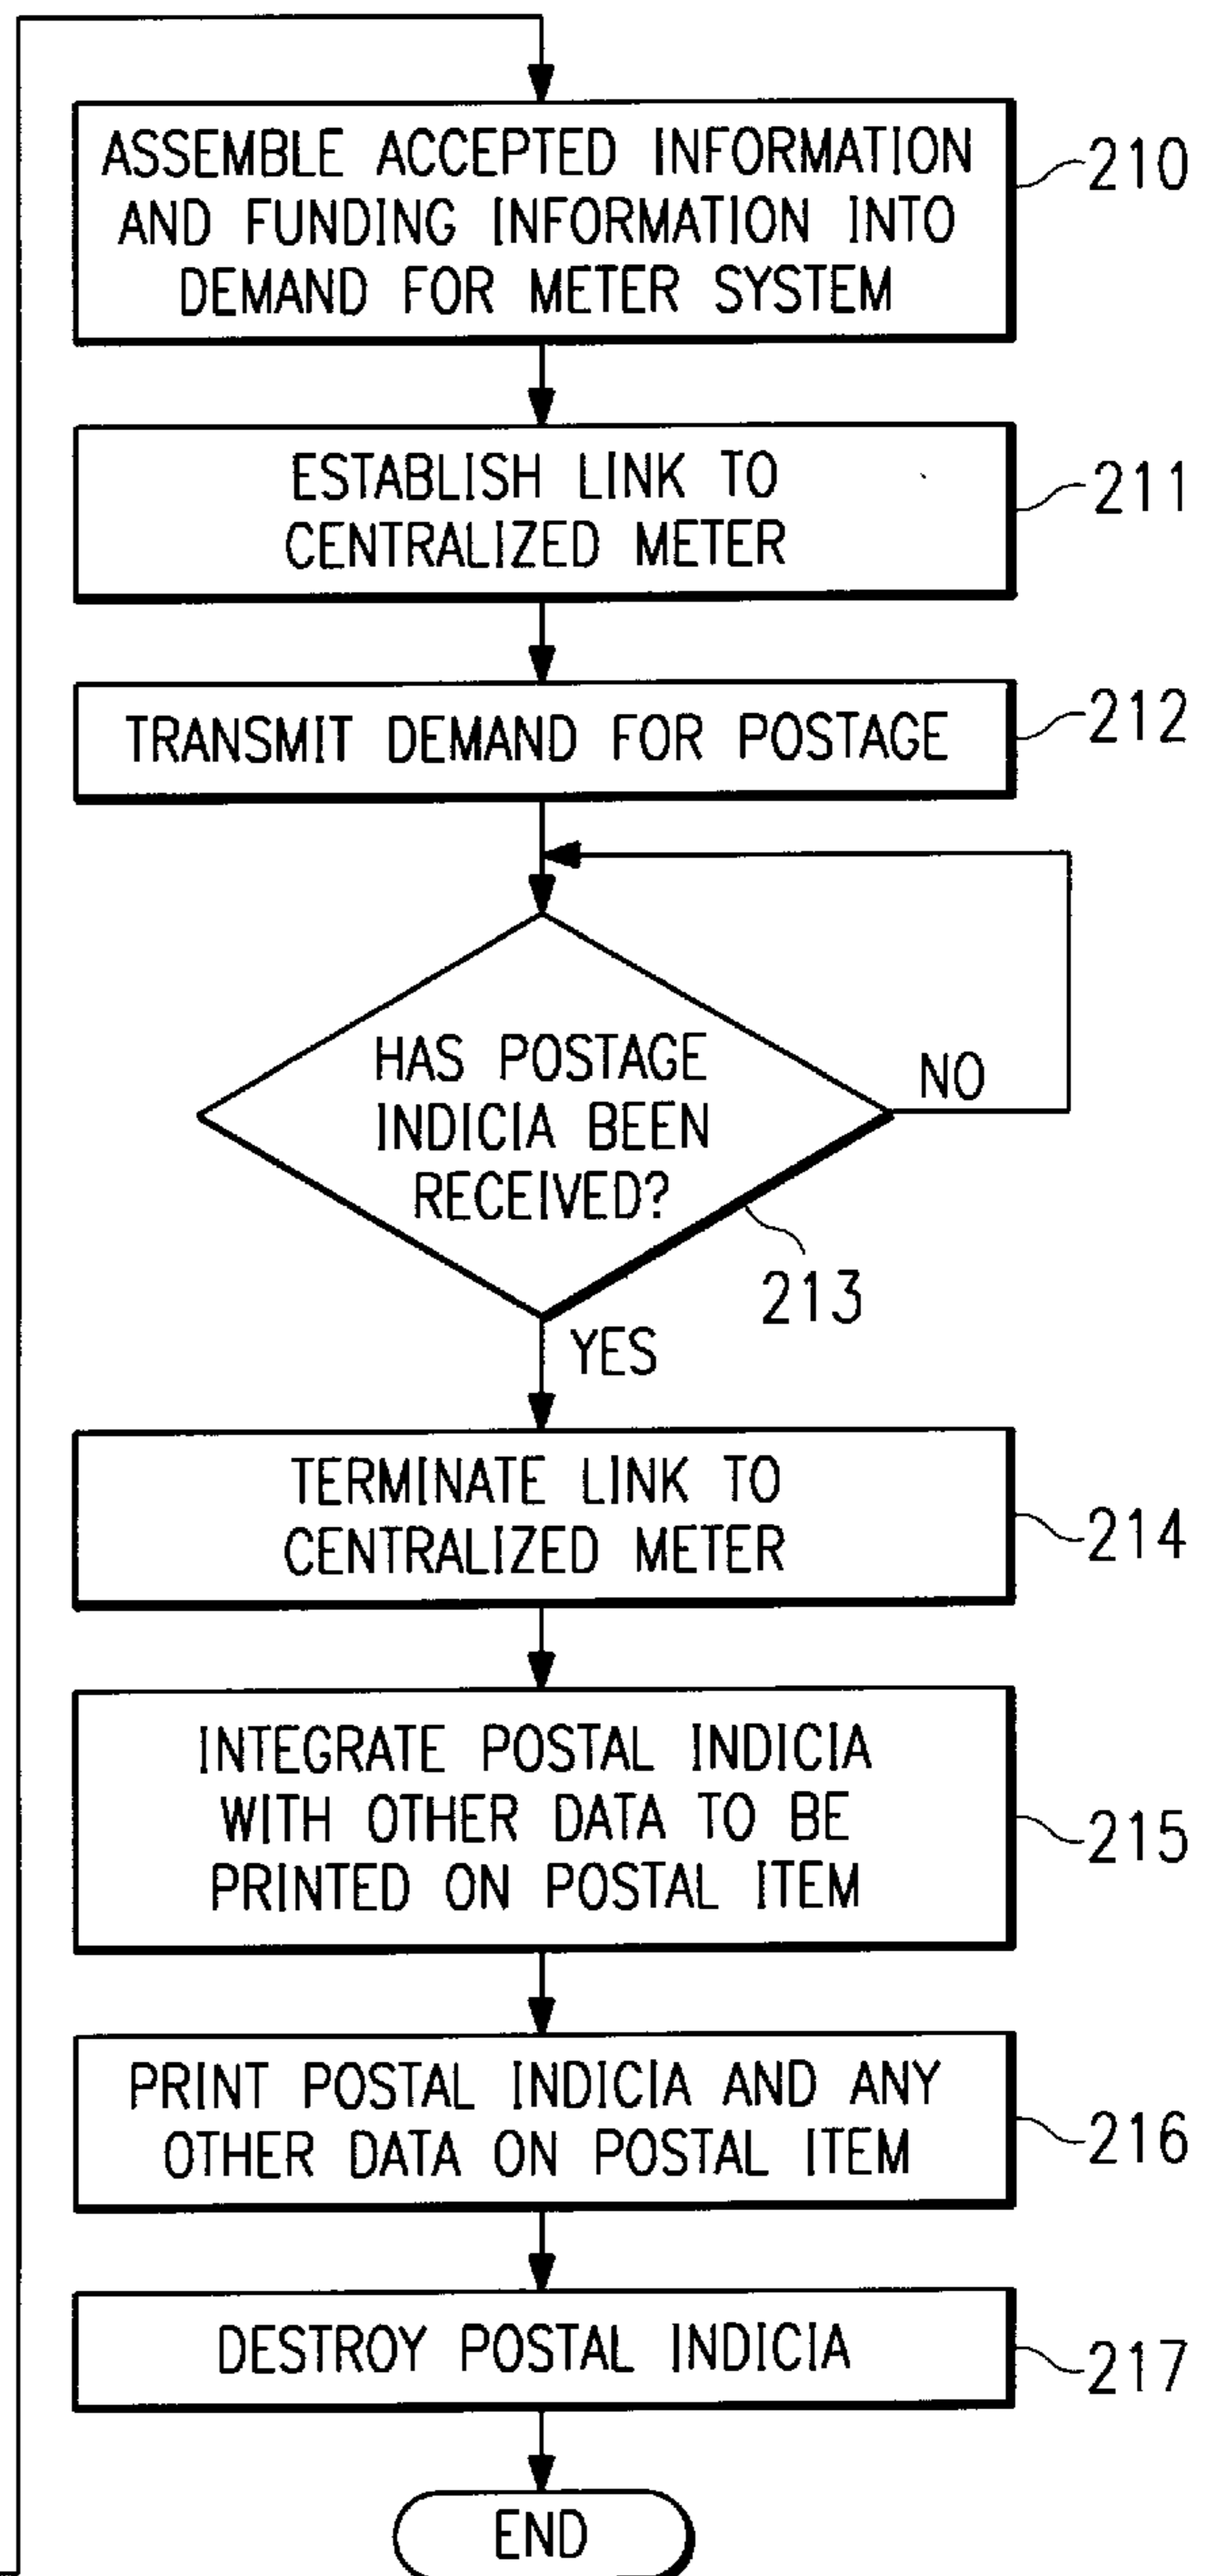 ASSEMBLE ACCEPTED INFORMATION
AND FUNDING INFORMATION INTO
DEMAND FOR METER SYSTEM
210
ESTABLISH LINK TO
CENTRALIZED METER
211
TRANSMIT DEMAND FOR POSTAGE
212
HAS POSTAGE
INDICIA BEEN
RECEIVED?
NO
213
YES
TERMINATE LINK TO
CENTRALIZED METER
214
INTEGRATE POSTAL INDICIA
WITH OTHER DATA TO BE
PRINTED ON POSTAL ITEM
215
PRINT POSTAL INDICIA AND ANY
OTHER DATA ON POSTAL ITEM
216
DESTROY POSTAL INDICIA
217
END